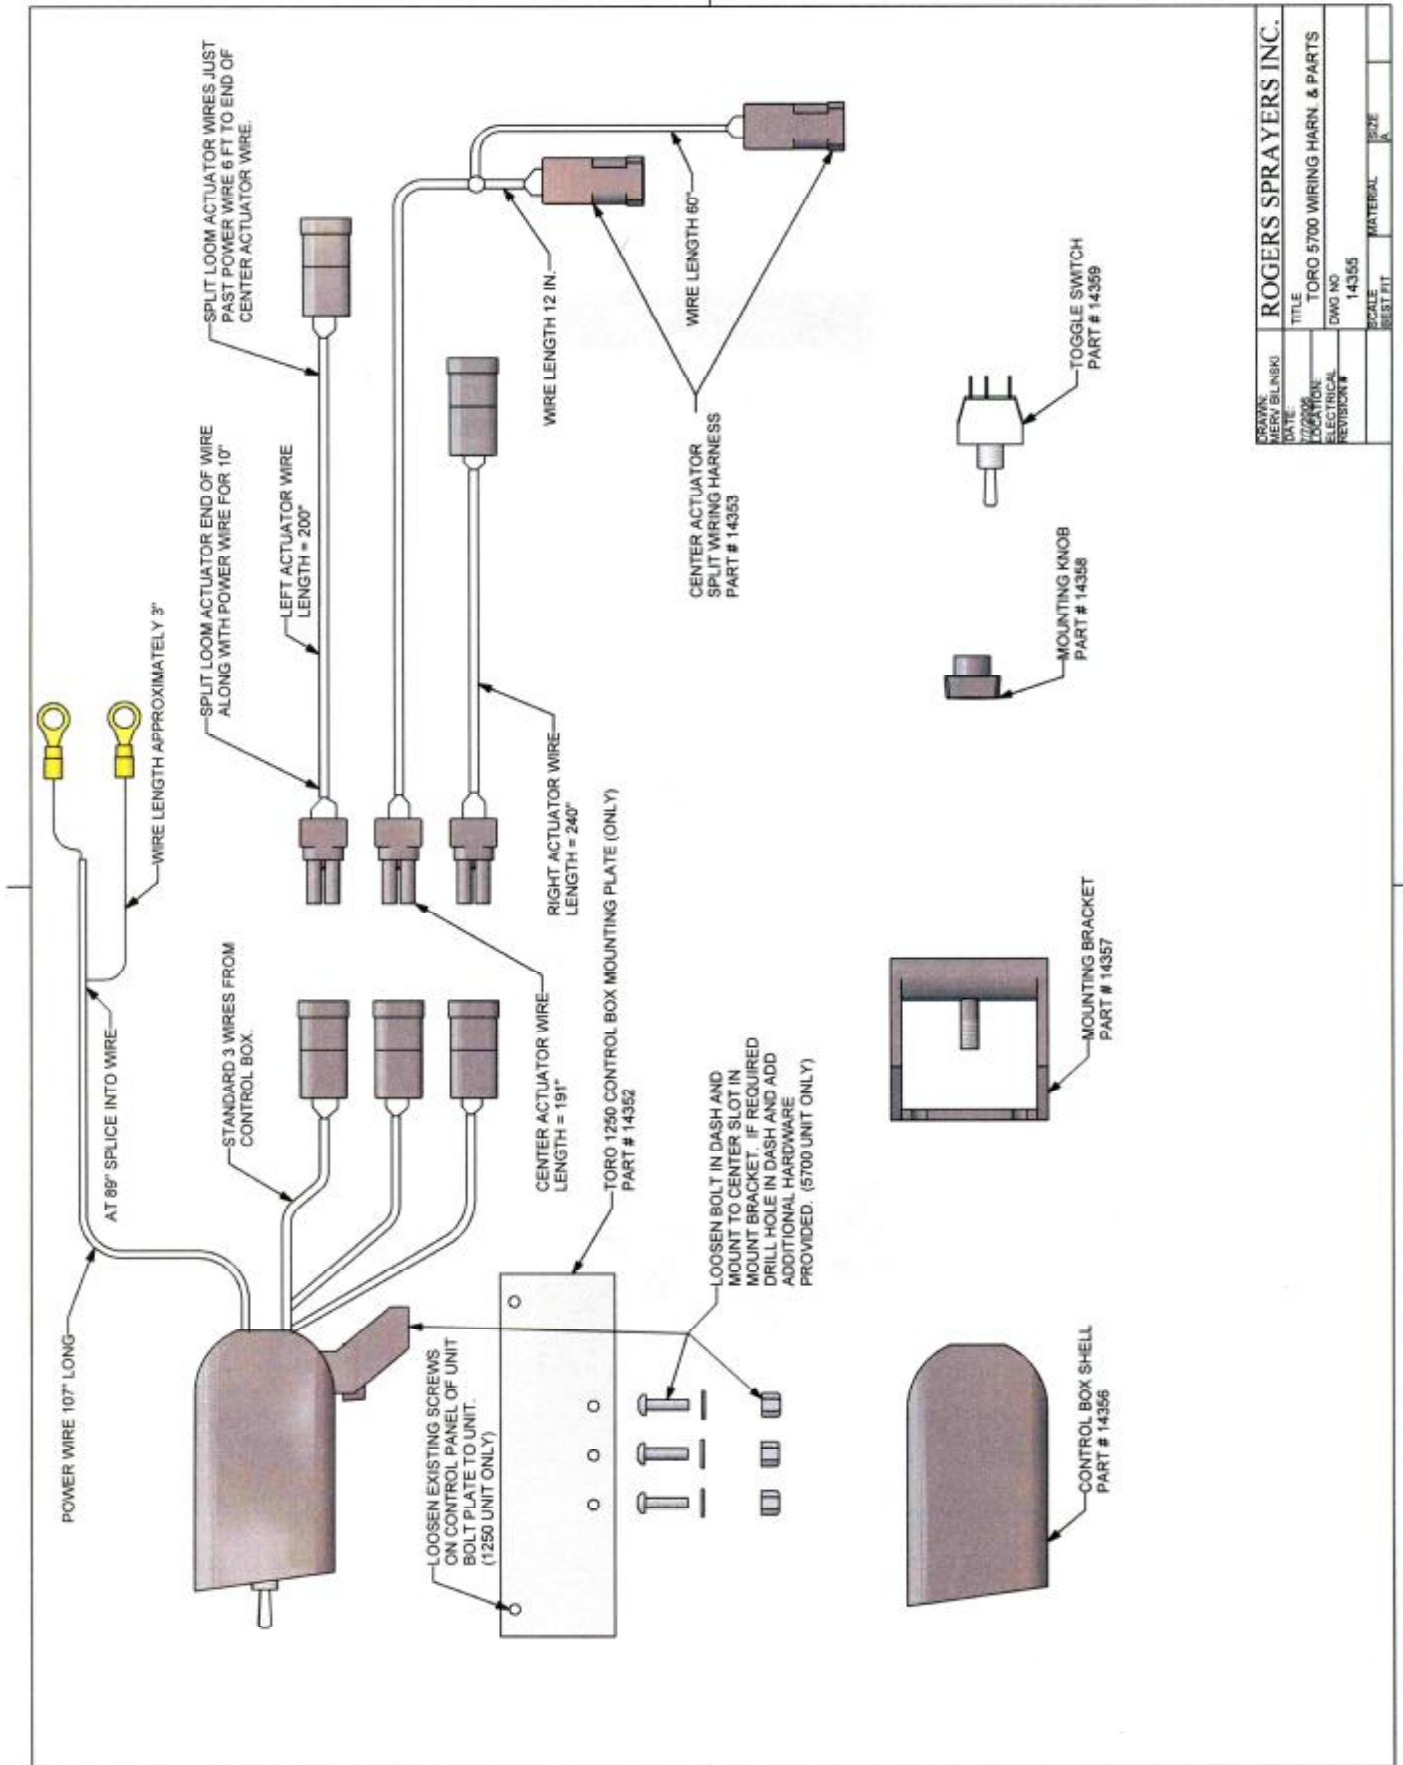 POWER WIRE 107" LONG
AT 89" SPLICE INTO WIRE
WIRE LENGTH APPROXIMATELY 3"
STANDARD 3 WIRES FROM
CONTROL BOX.
SPLIT LOOM ACTUATOR END OF WIRE
ALONG WITH POWER WIRE FOR 10"
SPLIT LOOM ACTUATOR WIRES JUST
PAST POWER WIRE 6 FT TO END OF
CENTER ACTUATOR WIRE.
LEFT ACTUATOR WIRE
LENGTH = 200"
LOOSEN EXISTING SCREWS
ON CONTROL PANEL OF UNIT
BOLT PLATE TO UNIT.
(1250 UNIT ONLY)
CENTER ACTUATOR WIRE
LENGTH = 191"
RIGHT ACTUATOR WIRE
LENGTH = 240"
WIRE LENGTH 12 IN.
TORO 1250 CONTROL BOX MOUNTING PLATE (ONLY)
PART # 14352
WIRE LENGTH 60"
CENTER ACTUATOR
SPLIT WIRING HARNESS
PART # 14353
LOOSEN BOLT IN DASH AND
MOUNT TO CENTER SLOT IN
MOUNT BRACKET. IF REQUIRED
DRILL HOLE IN DASH AND ADD
ADDITIONAL HARDWARE
PROVIDED. (5700 UNIT ONLY)
CONTROL BOX SHELL
PART # 14356
MOUNTING BRACKET
PART # 14357
MOUNTING KNOB
PART # 14358
TOGGLE SWITCH
PART # 14359
DRAWN:
MERV BILINSKI
DATE:
7/7/2005
LOCATION:
ELECTRICAL
REVISION #
ROGERS SPRAYERS INC.
TITLE
TORO 5700 WIRING HARN. & PARTS
DWG NO
14355
SCALE
BEST FIT
MATERIAL
SIZE
A